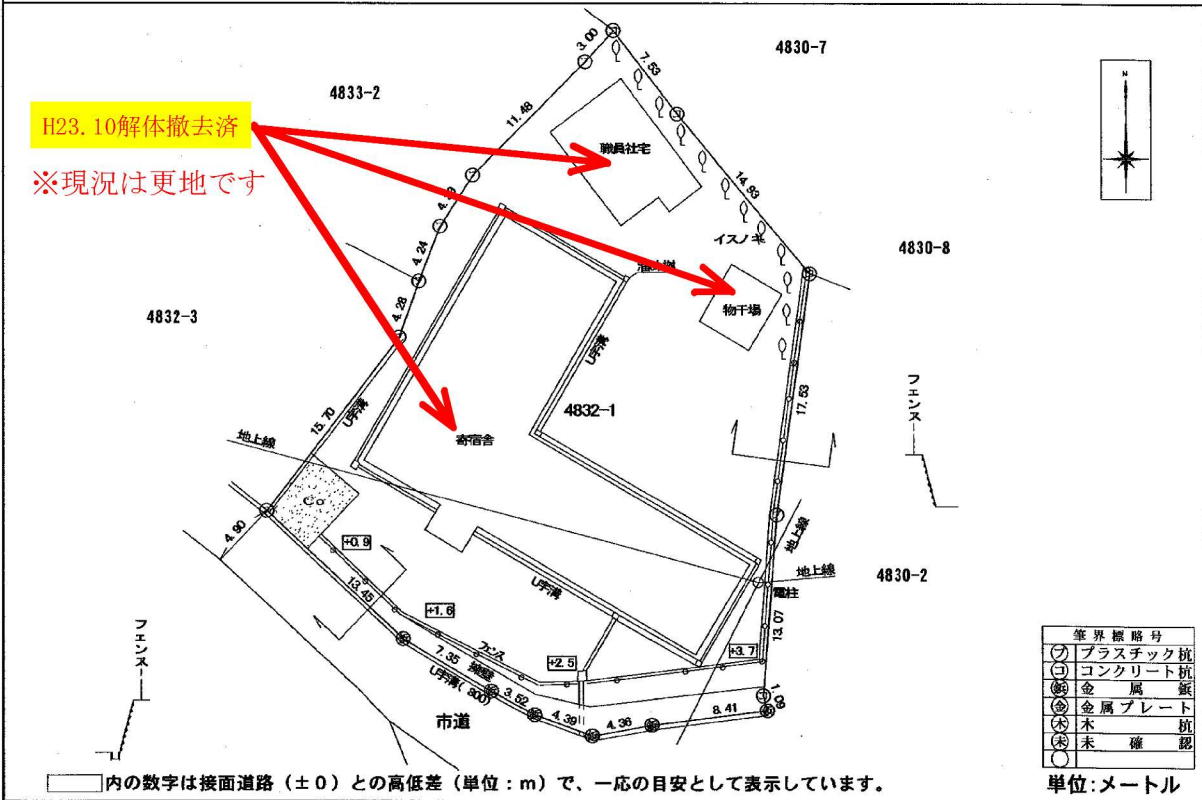 4830-7
3.00
7.53
N
4833-2
H23.10解体撤去済
※現況は更地です
11.48
職員社宅
14.93
イスノキ
4830-8
4.24
4832-3
4.28
物干場
U字溝
17.53
4832-1
フェンス
15.70
U字溝
寄宿舎
地上線
Co
4.90
地上線
+0.9
地上線
4830-2
電柱
13.45
U字溝
13.07
+1.6
フェンス
フェンス
+3.7
+2.5
7.35
擁壁
U字溝(300)
3.52
1.09
4.39
4.36
8.41
市道
筆界標略号
プ プラスチック杭
コ コンクリート杭
鋲 金属鋲
金 金属プレート
木 木杭
未 未確認
内の数字は接面道路(±0)との高低差(単位:m)で、一応の目安として表示しています。
単位:メートル